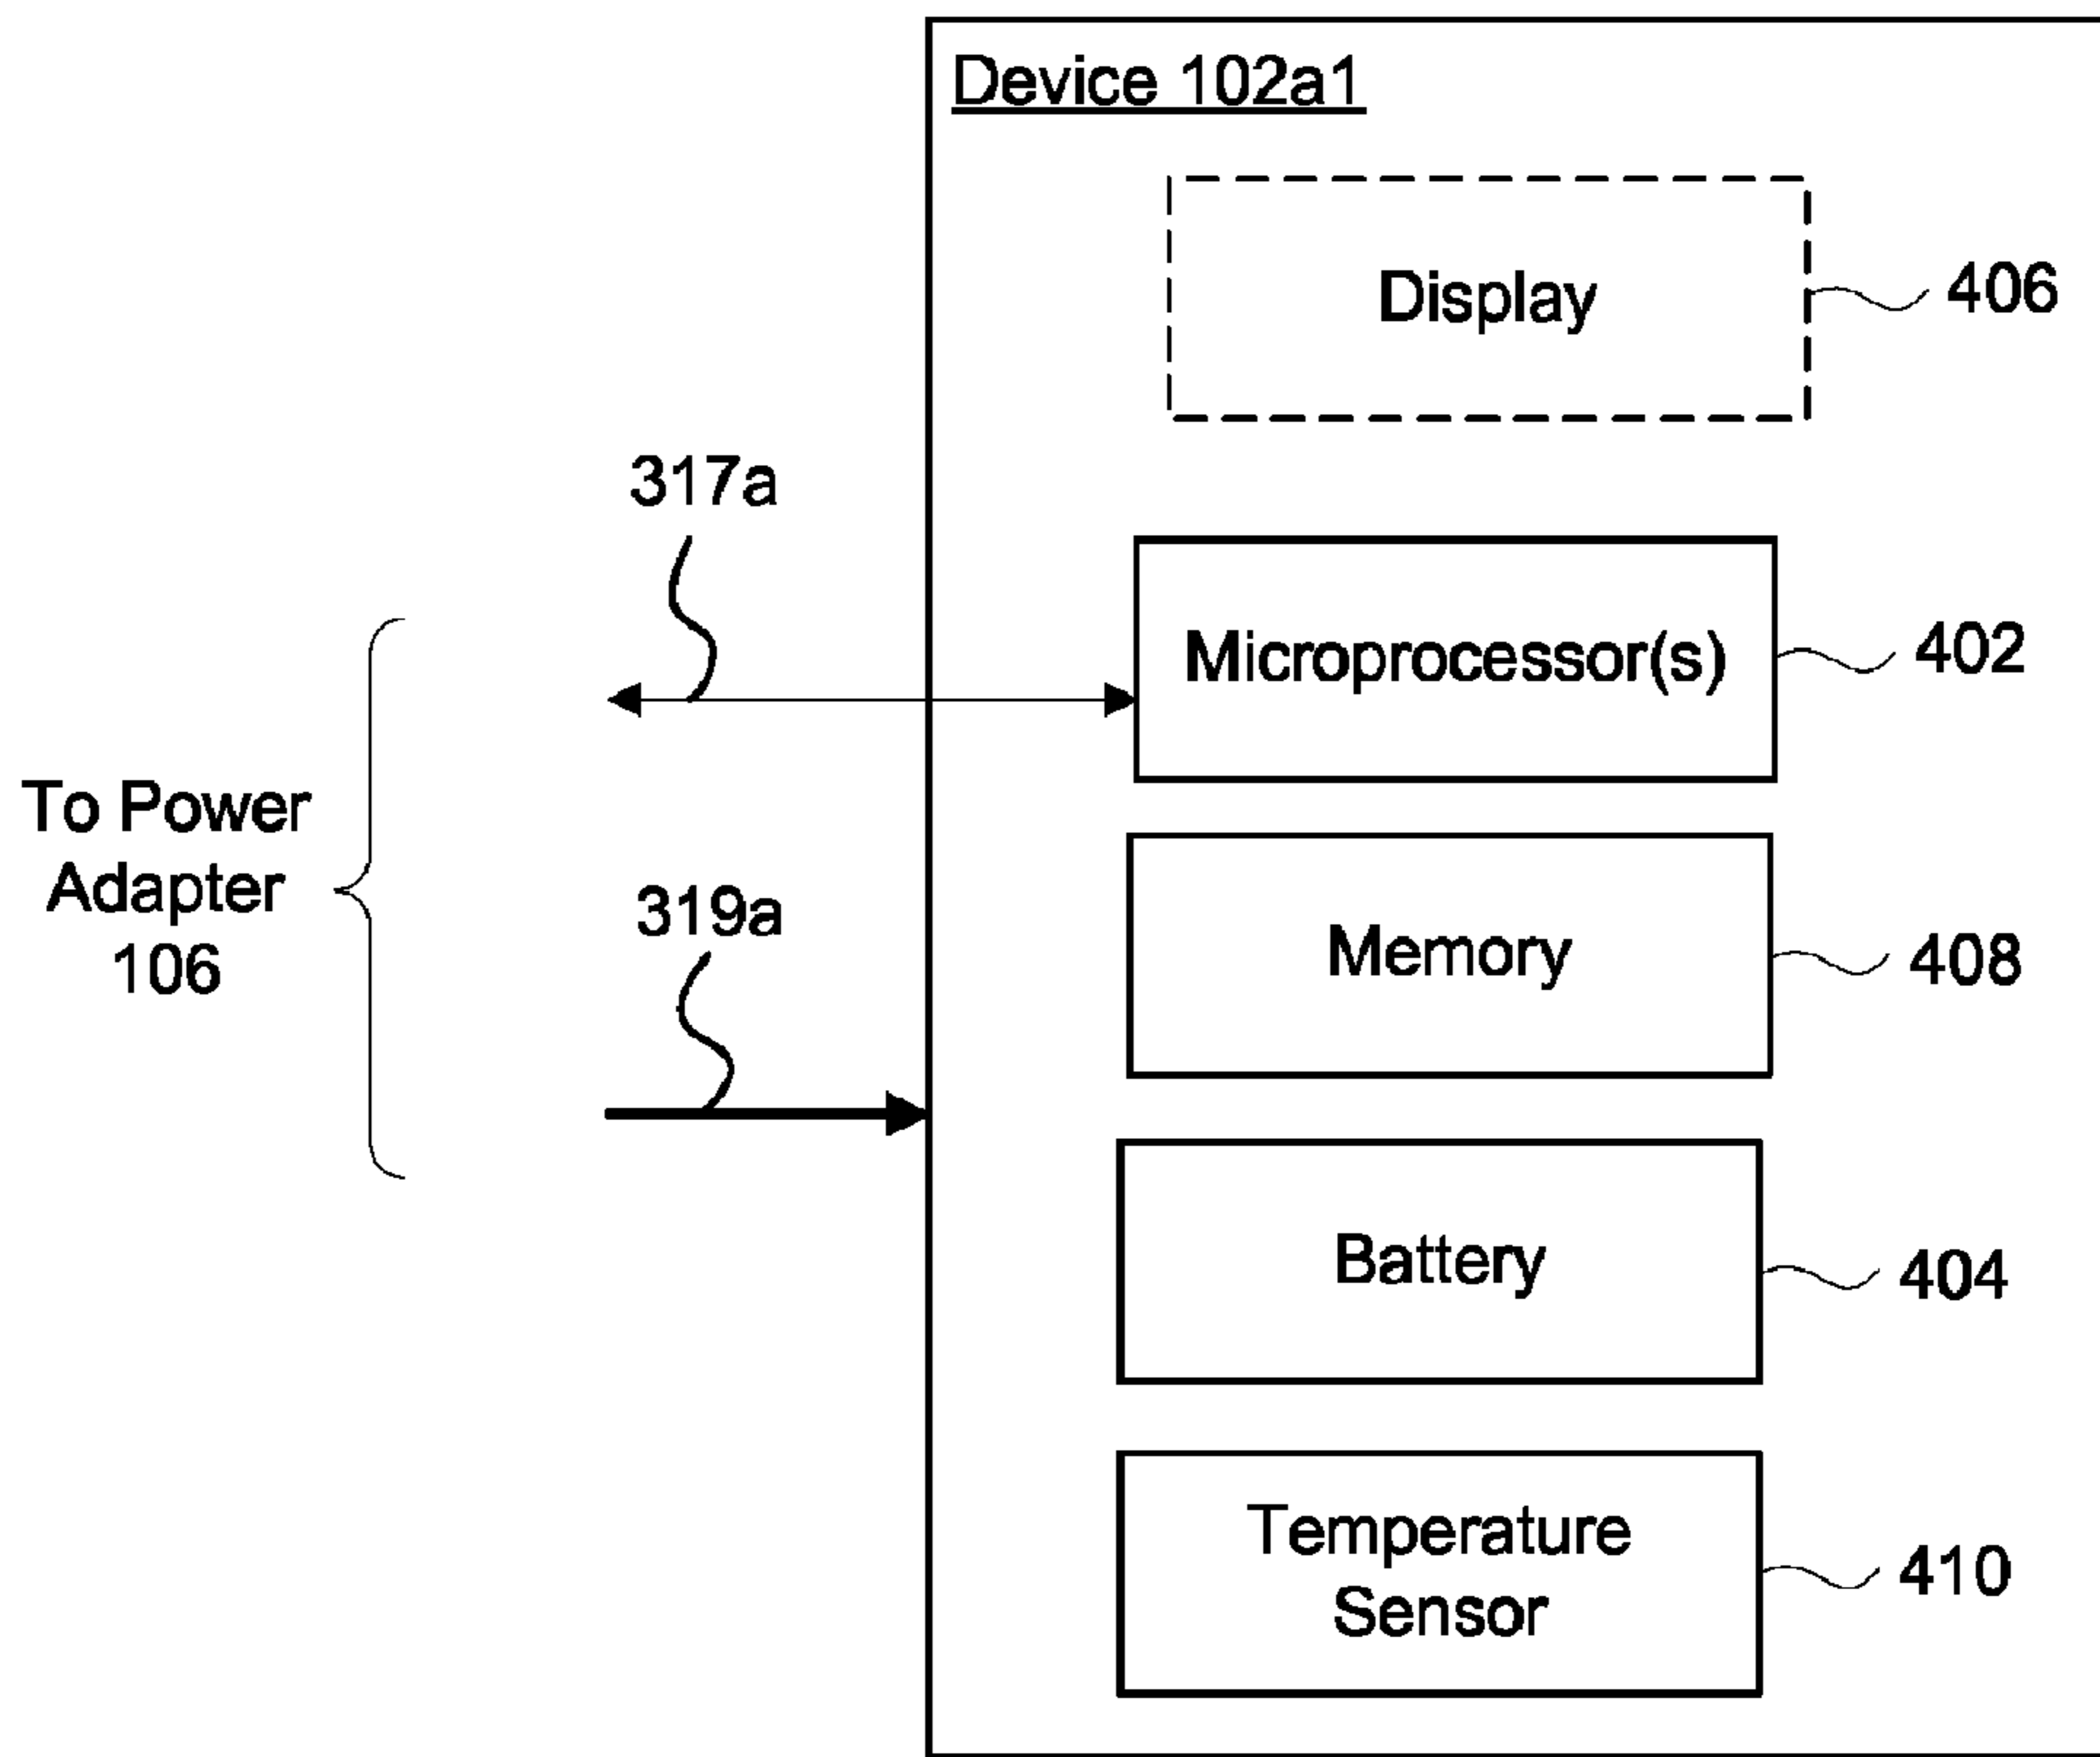 Device 102a1
Display
406
317a
Microprocessor(s)
402
To Power
Adapter
106
319a
Memory
408
Battery
404
Temperature
Sensor
410